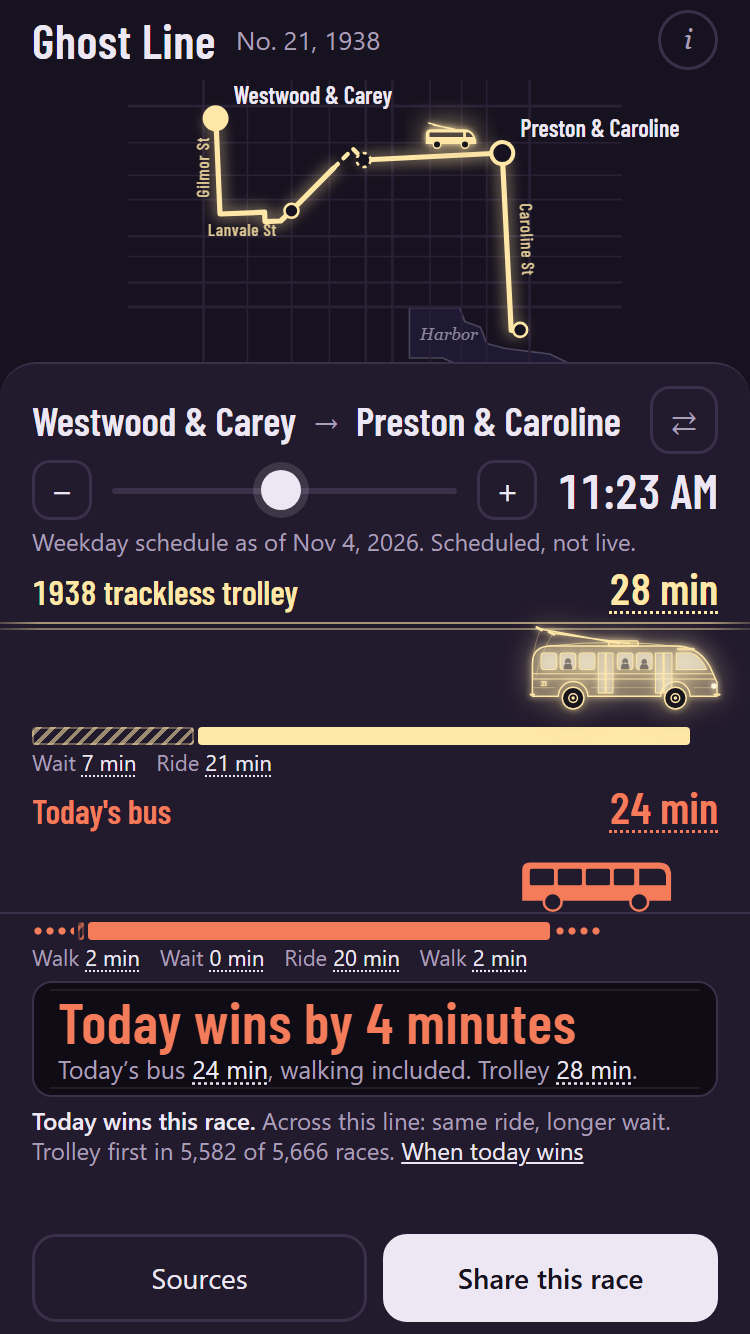 Ghost Line No. 21, 1938 i
Westwood & Carey
Preston & Caroline
Gilmor St
Lanvale St
Caroline St
Harbor
Westwood & Carey → Preston & Caroline ⇄
− + 11:23 AM
Weekday schedule as of Nov 4, 2026. Scheduled, not live.
1938 trackless trolley 28 min
21
Wait 7 min Ride 21 min
Today's bus 24 min
Walk 2 min Wait 0 min Ride 20 min Walk 2 min
Today wins by 4 minutes
Today’s bus 24 min, walking included. Trolley 28 min.
Today wins this race. Across this line: same ride, longer wait.
Trolley first in 5,582 of 5,666 races. When today wins
Sources Share this race